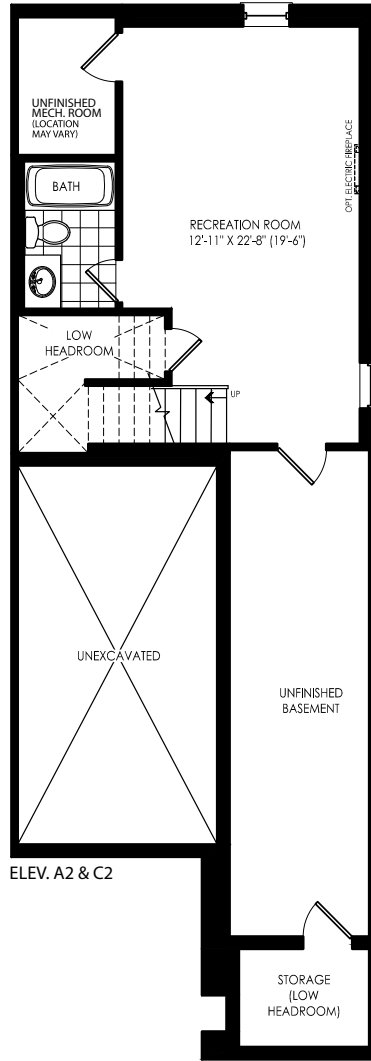 UNFINISHED
MECH. ROOM
(LOCATION
MAY VARY)
BATH
OPT. ELECTRIC FIREPLACE
RECREATION ROOM
12'-11" X 22'-8" (19'-6")
LOW
HEADROOM
UP
UNEXCAVATED
UNFINISHED
BASEMENT
ELEV. A2 & C2
STORAGE
(LOW
HEADROOM)